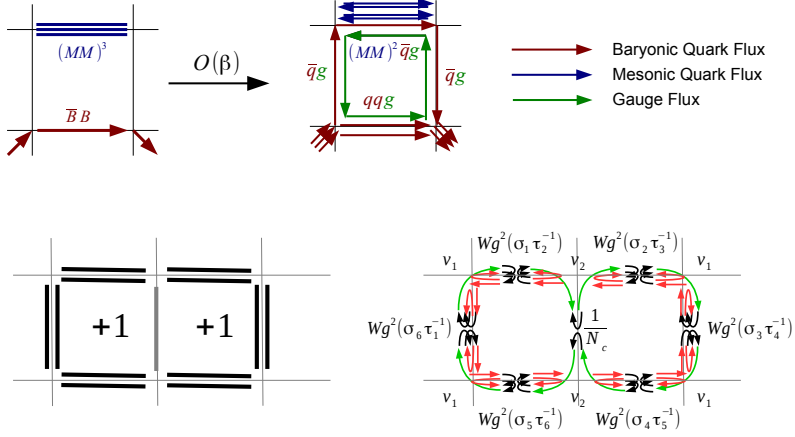 (MM)³
B̅ B
O(β)
(MM)² q̅g
q̅g
q̅g
qqg
Baryonic Quark Flux
Mesonic Quark Flux
Gauge Flux
+1
+1
Wg²(σ₁τ₂⁻¹)
Wg²(σ₂τ₃⁻¹)
v₁
v₂
v₁
Wg²(σ₆τ₁⁻¹)
1/N_c
Wg²(σ₃τ₄⁻¹)
v₁
v₂
v₁
Wg²(σ₅τ₆⁻¹)
Wg²(σ₄τ₅⁻¹)